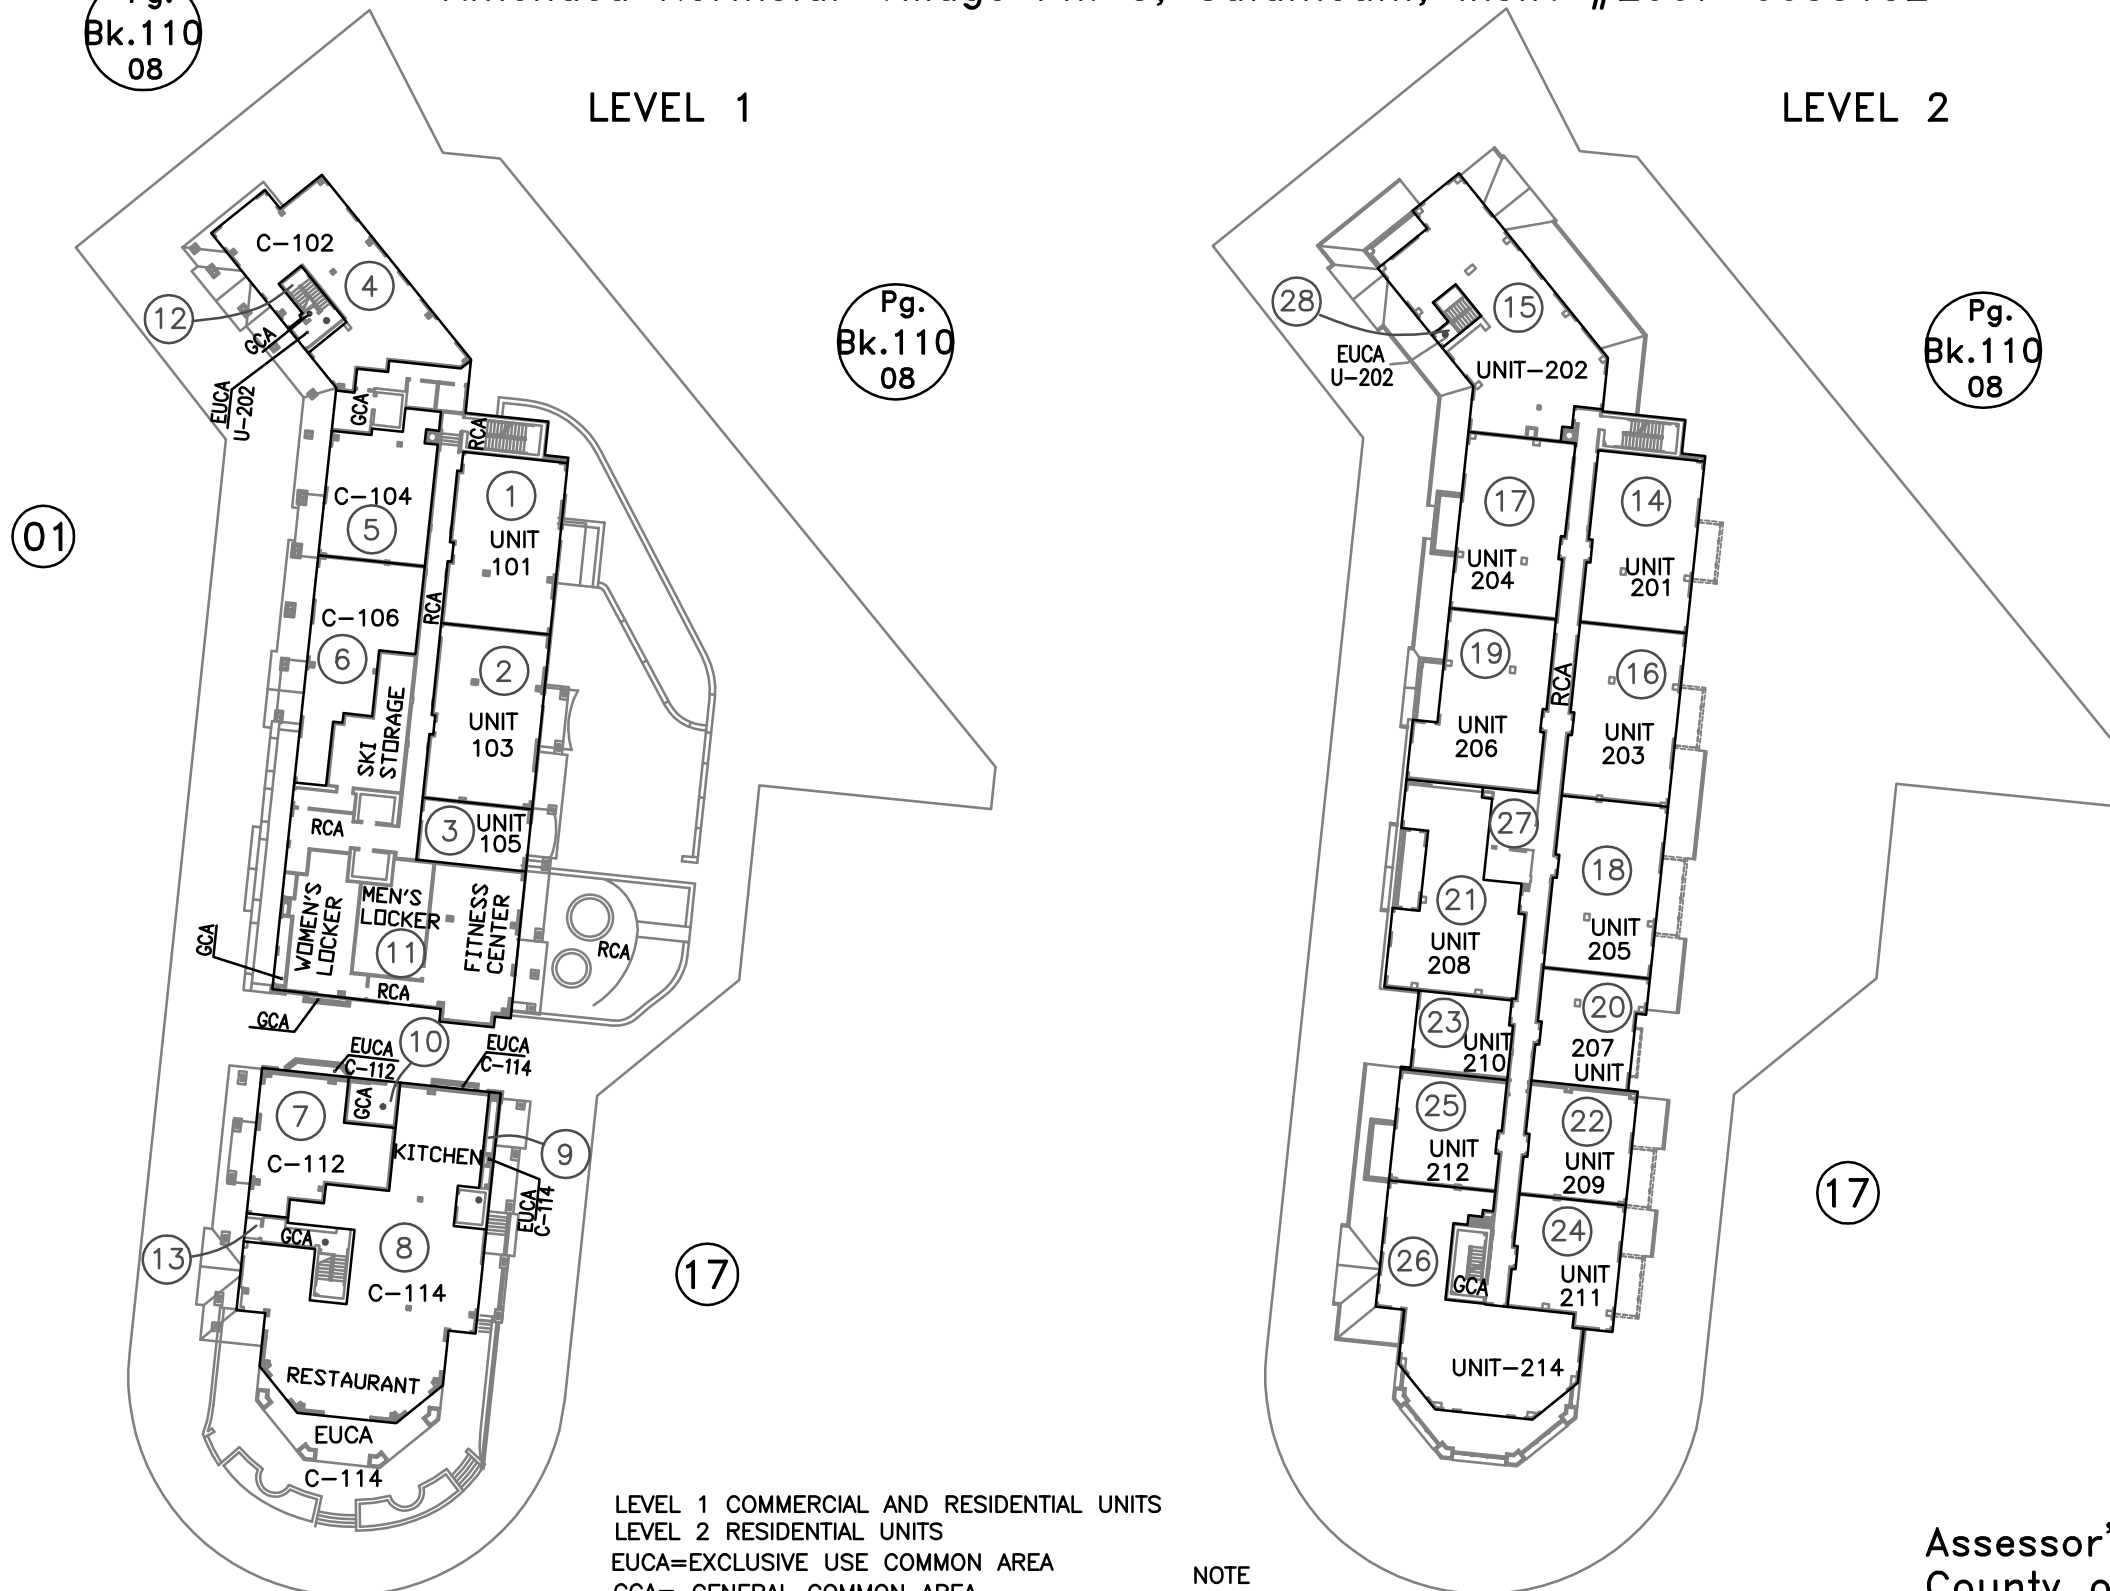 Pg.
Bk.110
08
LEVEL 1
LEVEL 2
C-102
4
12
GCA
EUCA
U-202
GCA
RCA
Pg.
Bk.110
08
01
C-104
5
1
UNIT
101
C-106
6
RCA
2
UNIT
103
SKI
STORAGE
3
UNIT
105
RCA
WOMEN'S
LOCKER
MEN'S
LOCKER
11
FITNESS
CENTER
RCA
GCA
RCA
GCA
10
EUCA
C-112
EUCA
C-114
7
GCA
C-112
KITCHEN
9
EUCA
C-114
13
GCA
8
C-114
17
RESTAURANT
EUCA
C-114
28
15
EUCA
U-202
UNIT-202
Pg.
Bk.110
08
17
UNIT
204
14
UNIT
201
19
UNIT
206
RCA
16
UNIT
203
27
21
UNIT
208
18
UNIT
205
23
UNIT
210
20
207
UNIT
25
UNIT
212
22
UNIT
209
26
GCA
24
UNIT
211
17
UNIT-214
LEVEL 1 COMMERCIAL AND RESIDENTIAL UNITS
LEVEL 2 RESIDENTIAL UNITS
EUCA=EXCLUSIVE USE COMMON AREA
GCA= GENERAL COMMON AREA
NOTE
Assessor'
County o